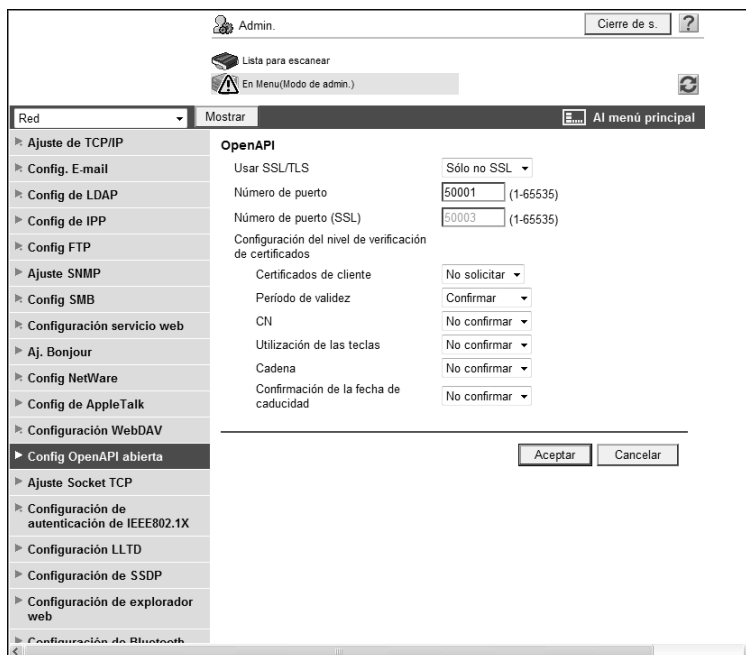 Admin.
Cierre de s.
?
Lista para escanear
En Menu(Modo de admin.)
Red
Mostrar
Al menú principal
Ajuste de TCP/IP
Config. E-mail
Config de LDAP
Config de IPP
Config FTP
Ajuste SNMP
Config SMB
Configuración servicio web
Aj. Bonjour
Config NetWare
Config de AppleTalk
Configuración WebDAV
Config OpenAPI abierta
Ajuste Socket TCP
Configuración de
autenticación de IEEE802.1X
Configuración LLTD
Configuración de SSDP
Configuración de explorador
web
Configuración de Bluetooth
OpenAPI
Usar SSL/TLS Sólo no SSL
Número de puerto 50001 (1-65535)
Número de puerto (SSL) 50003 (1-65535)
Configuración del nivel de verificación
de certificados
Certificados de cliente No solicitar
Período de validez Confirmar
CN No confirmar
Utilización de las teclas No confirmar
Cadena No confirmar
Confirmación de la fecha de
caducidad No confirmar
Aceptar
Cancelar